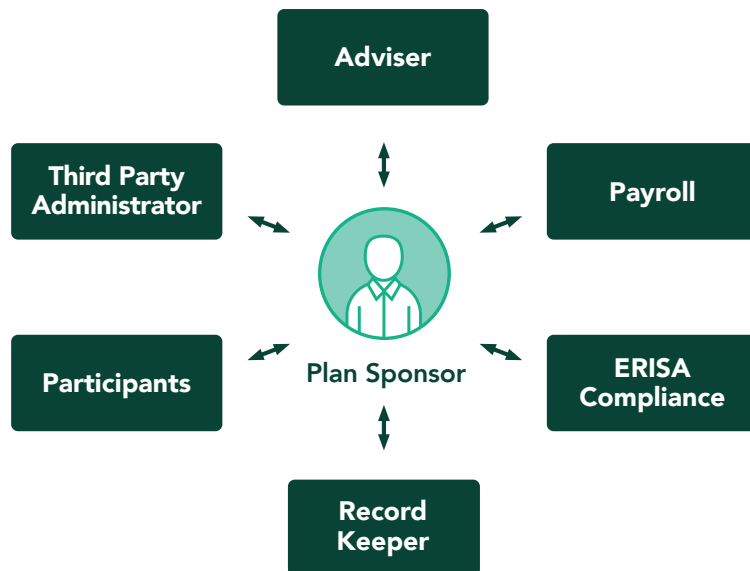 Adviser
Third Party
Administrator
Payroll
Plan Sponsor
Participants
ERISA
Compliance
Record
Keeper